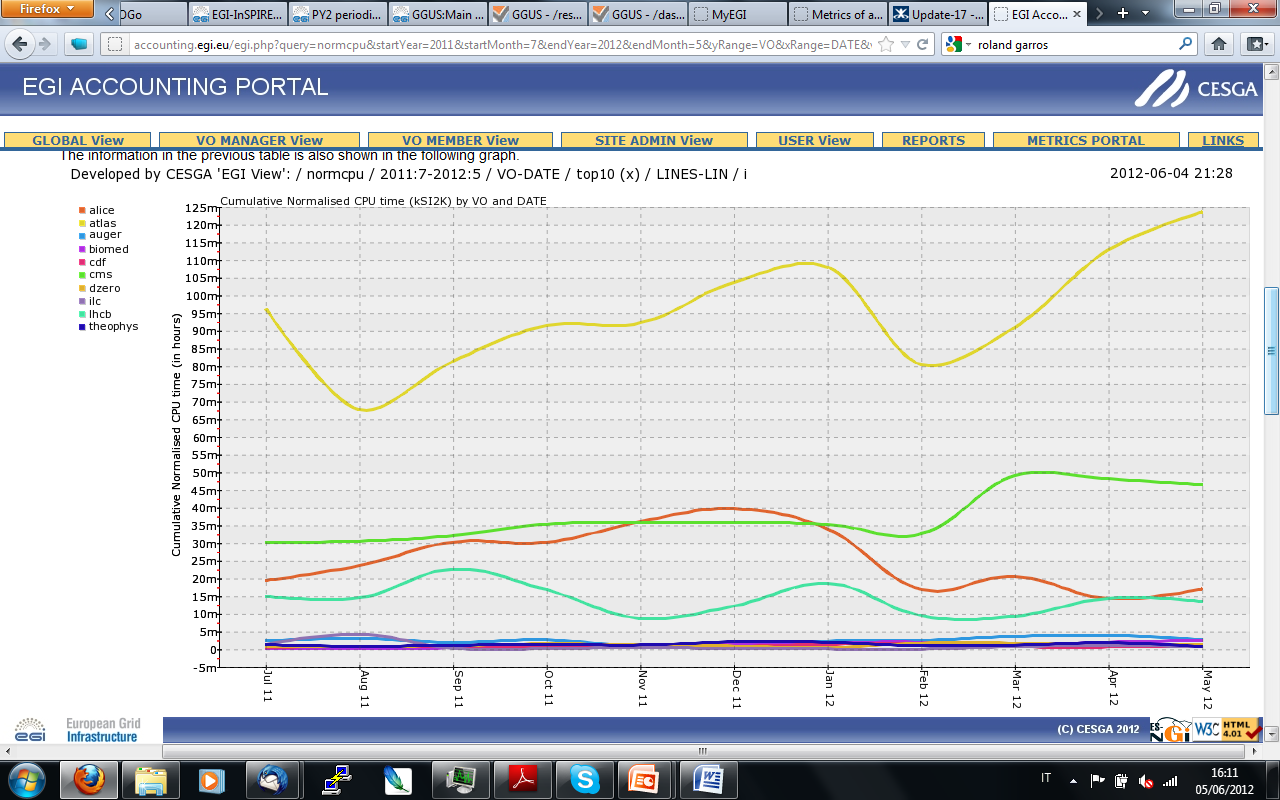 Firefox
OGo
EGI-InSPIRE...
PY2 periodi...
GGUS:Main ...
GGUS - /res...
GGUS - /das...
MyEGI
Metrics of a...
Update-17 -...
EGI Acco...
accounting.egi.eu/egi.php?query=normcpu&startYear=2011&startMonth=7&endYear=2012&endMonth=5&yRange=VO&xRange=DATE&
roland garros
EGI ACCOUNTING PORTAL
CESGA
GLOBAL View
VO MANAGER View
VO MEMBER View
SITE ADMIN View
USER View
REPORTS
METRICS PORTAL
LINKS
The information in the previous table is also shown in the following graph.
Developed by CESGA 'EGI View': / normcpu / 2011:7-2012:5 / VO-DATE / top10 (x) / LINES-LIN / i
2012-06-04 21:28
Cumulative Normalised CPU time (kSI2K) by VO and DATE
alice
atlas
auger
biomed
cdf
cms
dzero
ilc
lhcb
theophys
Cumulative Normalised CPU time (in hours)
125m
120m
115m
110m
105m
100m
95m
90m
85m
80m
75m
70m
65m
60m
55m
50m
45m
40m
35m
30m
25m
20m
15m
10m
5m
0
-5m
Jul 11
Aug 11
Sep 11
Oct 11
Nov 11
Dec 11
Jan 12
Feb 12
Mar 12
Apr 12
May 12
egi
European Grid
Infrastructure
(C) CESGA 2012
ES-
NGI
W3C
HTML
4.01
IT
16:11
05/06/2012